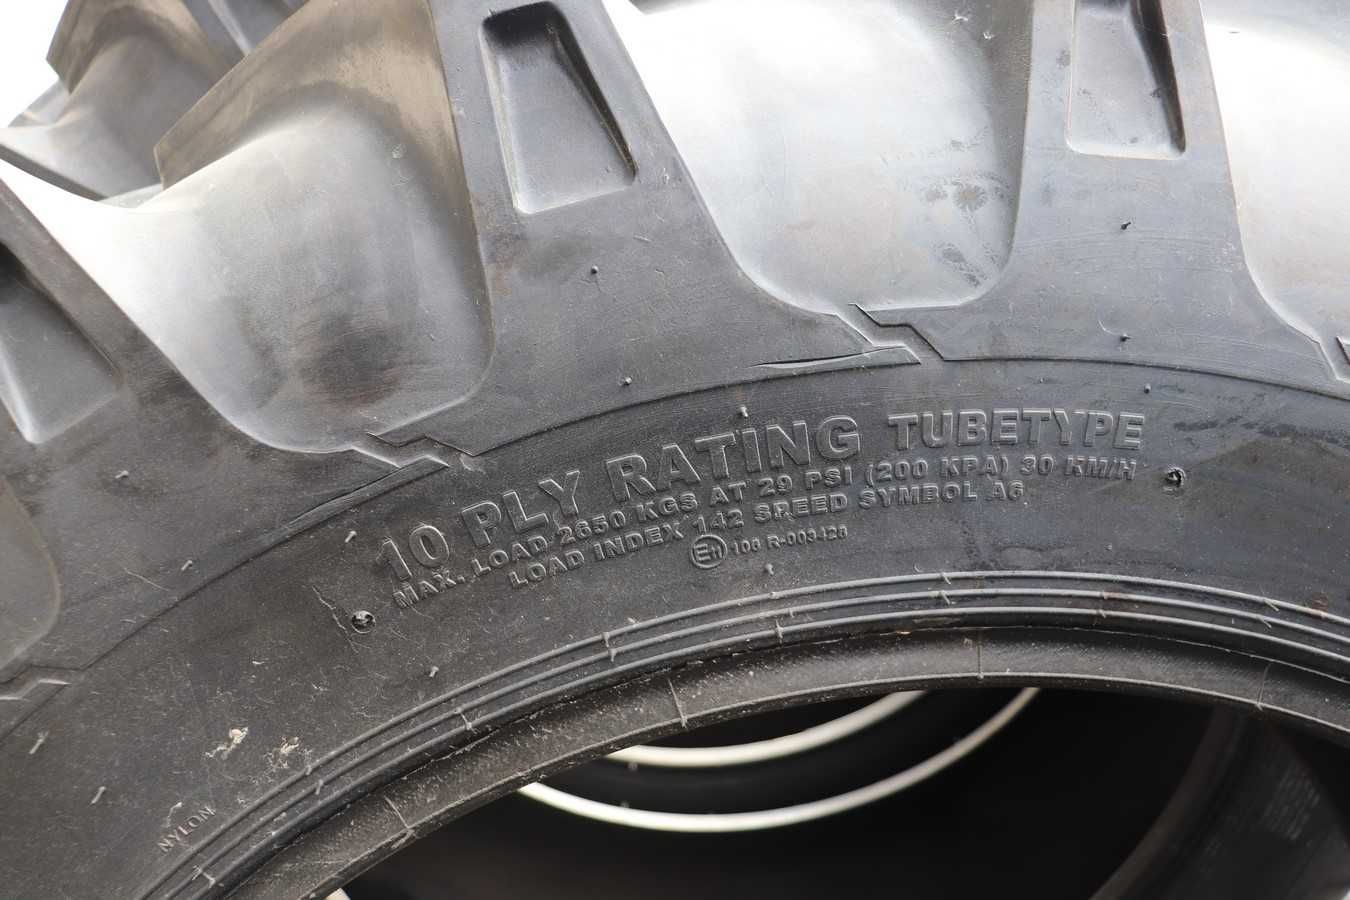 10 PLY RATING TUBETYPE
MAX. LOAD 2650 KGS AT 29 PSI (200 KPA) 30 KM/H
LOAD INDEX 142 SPEED SYMBOL A6
E11 106 R-003428
NYLON